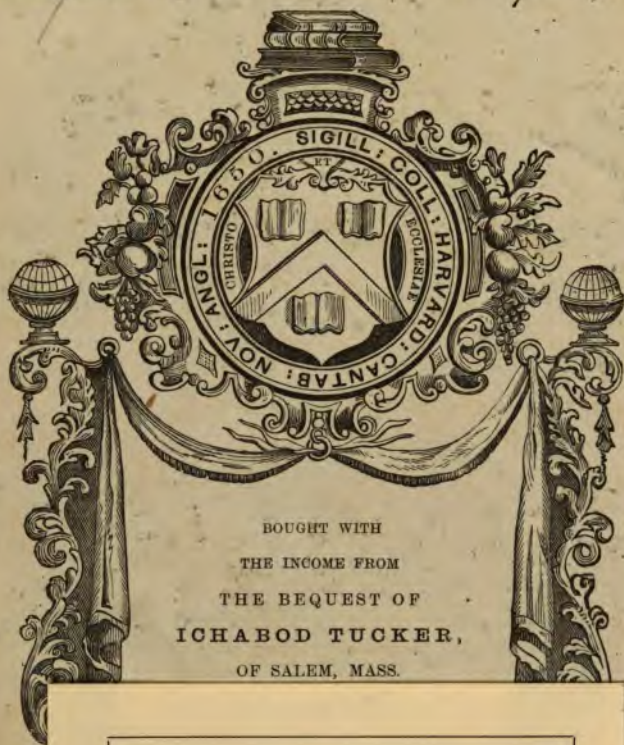 SIGILL: COLL: HARVARD: CANTAB: NOV: ANGL: 1650.
CHRISTO ET ECCLESIAE
BOUGHT WITH
THE INCOME FROM
THE BEQUEST OF
ICHABOD TUCKER,
OF SALEM, MASS.